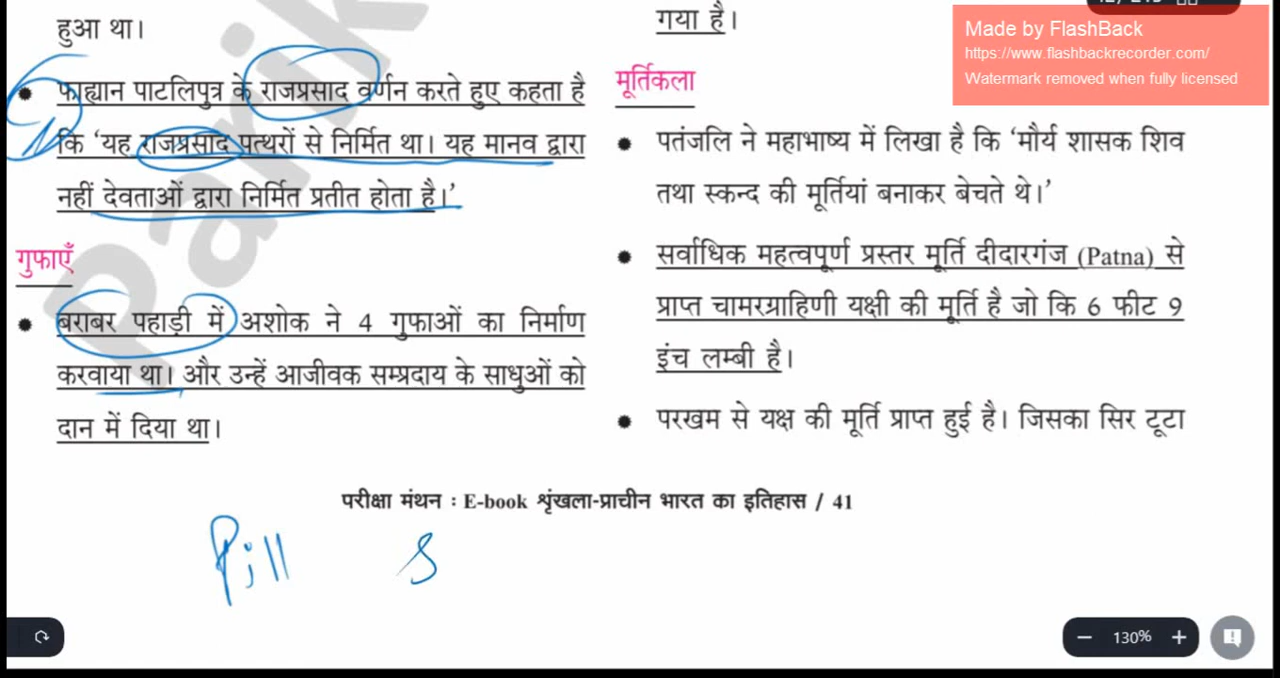 हुआ था।
फाह्यान पाटलिपुत्र के राजप्रसाद वर्णन करते हुए कहता है
कि ‘यह राजप्रसाद पत्थरों से निर्मित था। यह मानव द्वारा
नहीं देवताओं द्वारा निर्मित प्रतीत होता है।’
गुफाएँ
बराबर पहाड़ी में अशोक ने 4 गुफाओं का निर्माण
करवाया था। और उन्हें आजीवक सम्प्रदाय के साधुओं को
दान में दिया था।
गया है।
मूर्तिकला
पतंजलि ने महाभाष्य में लिखा है कि ‘मौर्य शासक शिव
तथा स्कन्द की मूर्तियां बनाकर बेचते थे।’
सर्वाधिक महत्वपूर्ण प्रस्तर मूर्ति दीदारगंज (Patna) से
प्राप्त चामरग्राहिणी यक्षी की मूर्ति है जो कि 6 फीट 9
इंच लम्बी है।
परखम से यक्ष की मूर्ति प्राप्त हुई है। जिसका सिर टूटा
परीक्षा मंथन : E-book श्रृंखला-प्राचीन भारत का इतिहास / 41
Pill S
Made by FlashBack
https://www.flashbackrecorder.com/
Watermark removed when fully licensed
130%